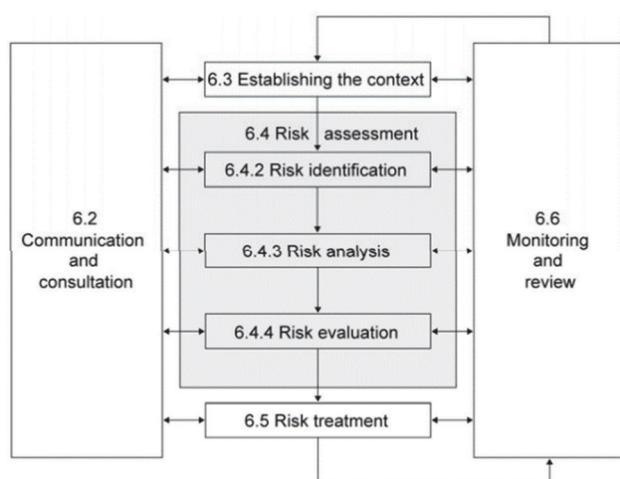 6.3 Establishing the context
6.4 Risk assessment
6.4.2 Risk identification
6.2
Communication
and
consultation
6.4.3 Risk analysis
6.6
Monitoring
and
review
6.4.4 Risk evaluation
6.5 Risk treatment